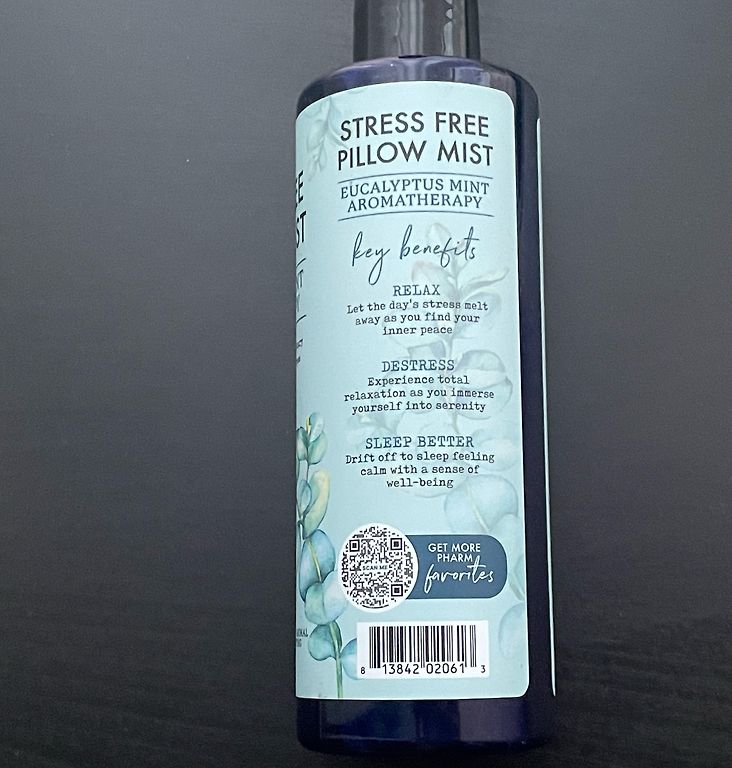 STRESS FREE
PILLOW MIST
EUCALYPTUS MINT
AROMATHERAPY
key benefits
RELAX
Let the day's stress melt
away as you find your
inner peace
DESTRESS
Experience total
relaxation as you immerse
yourself into serenity
SLEEP BETTER
Drift off to sleep feeling
calm with a sense of
well-being
SCAN ME
GET MORE
PHARM
favorites
8 13842 02061 3